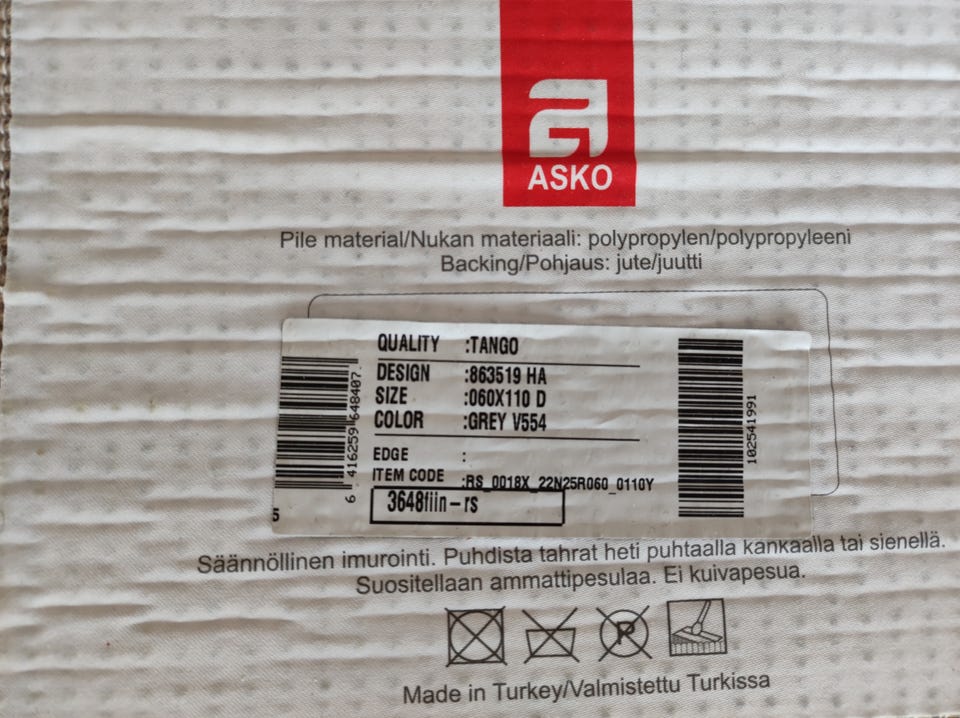 ASKO
Pile material/Nukan materiaali: polypropylen/polypropyleeni
Backing/Pohjaus: jute/juutti
QUALITY :TANGO
DESIGN :863519 HA
SIZE :060X110 D
COLOR :GREY V554
EDGE :
ITEM CODE :RS_0018X_22N25R060_0110Y
3648fiin-rs
6 416259 648407
5
102541991
Säännöllinen imurointi. Puhdista tahrat heti puhtaalla kankaalla tai sienellä.
Suositellaan ammattipesulaa. Ei kuivapesua.
P
Made in Turkey/Valmistettu Turkissa